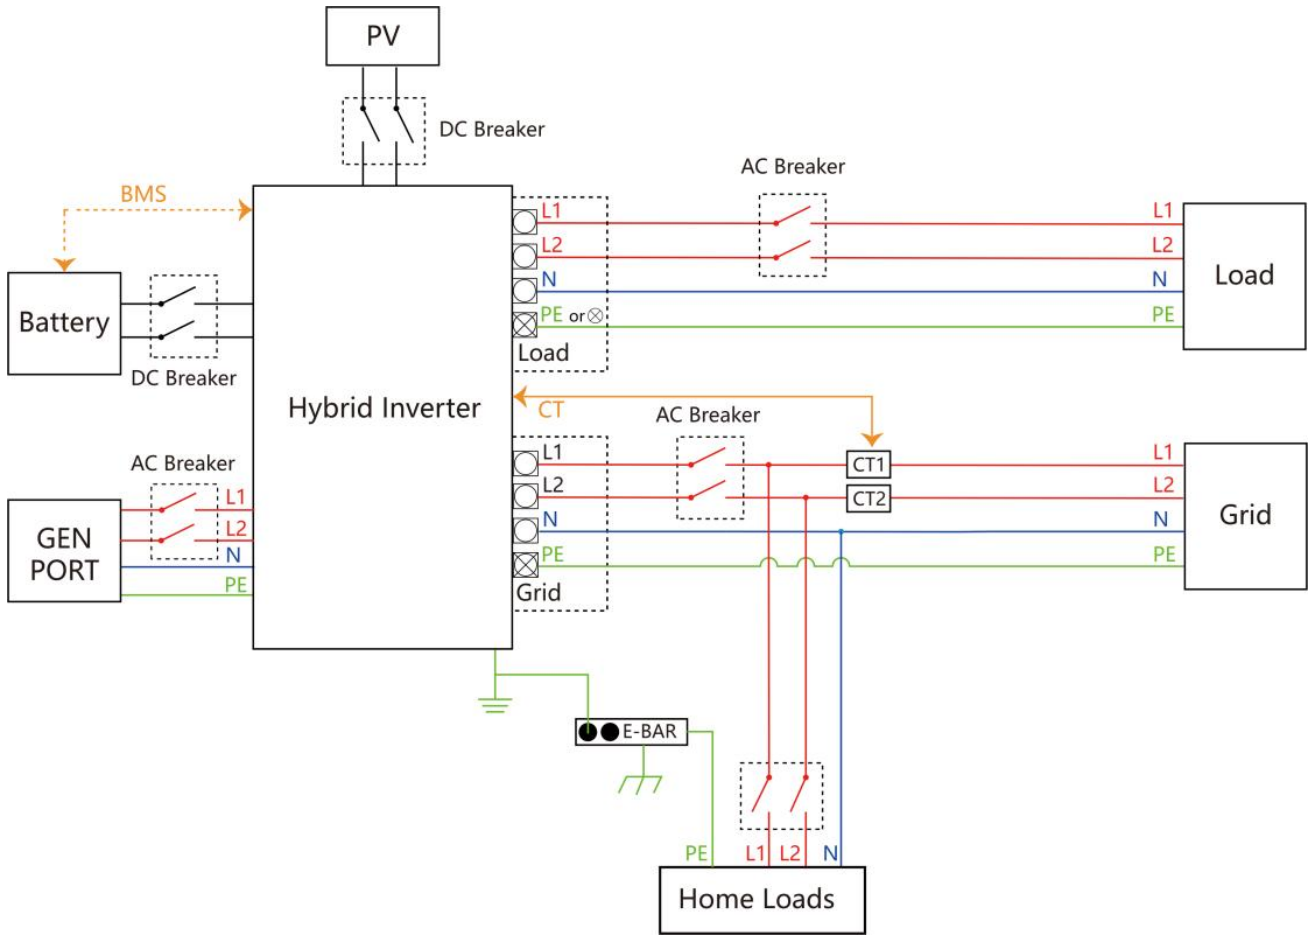 PV
DC Breaker
AC Breaker
BMS
L1
L1
L2
L2
N
N
PE or
PE
Load
Load
Battery
DC Breaker
Hybrid Inverter
CT
AC Breaker
L1
CT1
L1
L2
CT2
L2
N
N
PE
PE
Grid
Grid
AC Breaker
L1
L2
N
PE
GEN
PORT
E-BAR
PE
L1
L2
N
Home Loads